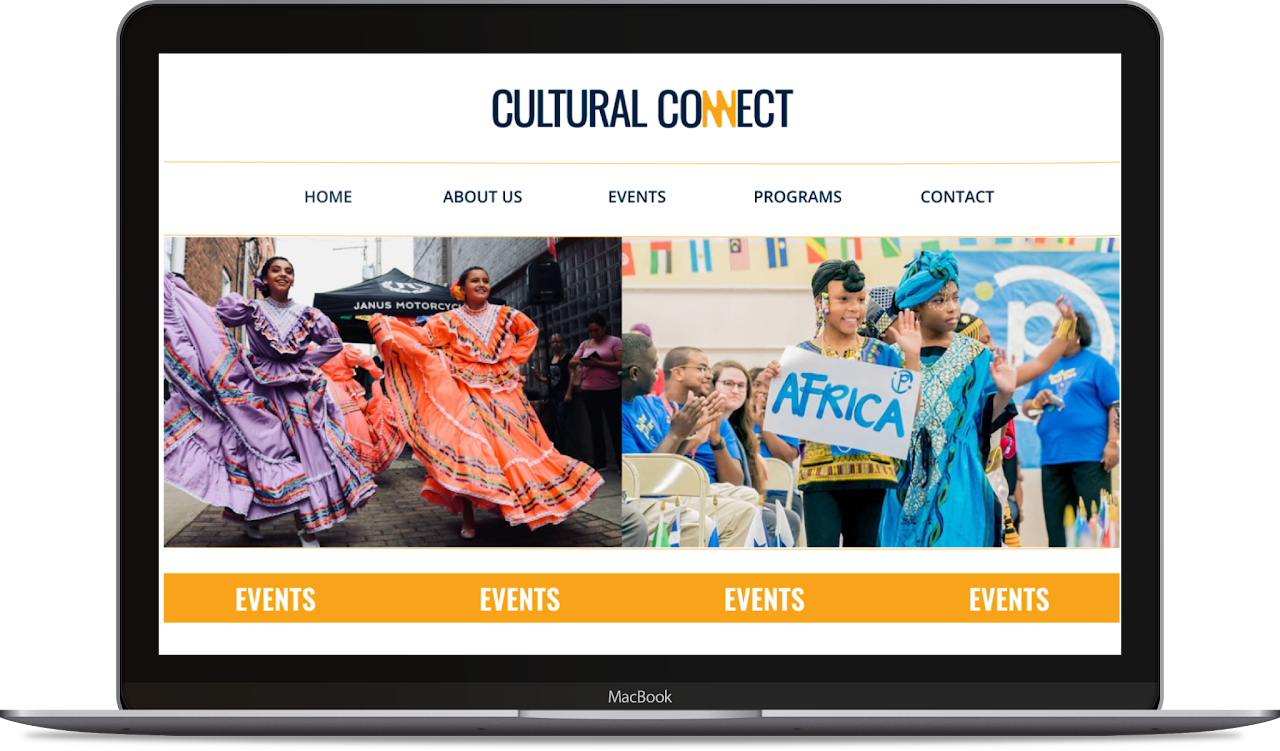 CULTURAL CONNECT
HOME ABOUT US EVENTS PROGRAMS CONTACT
JANUS MOTORCYC
AFRICA
EVENTS EVENTS EVENTS EVENTS
MacBook